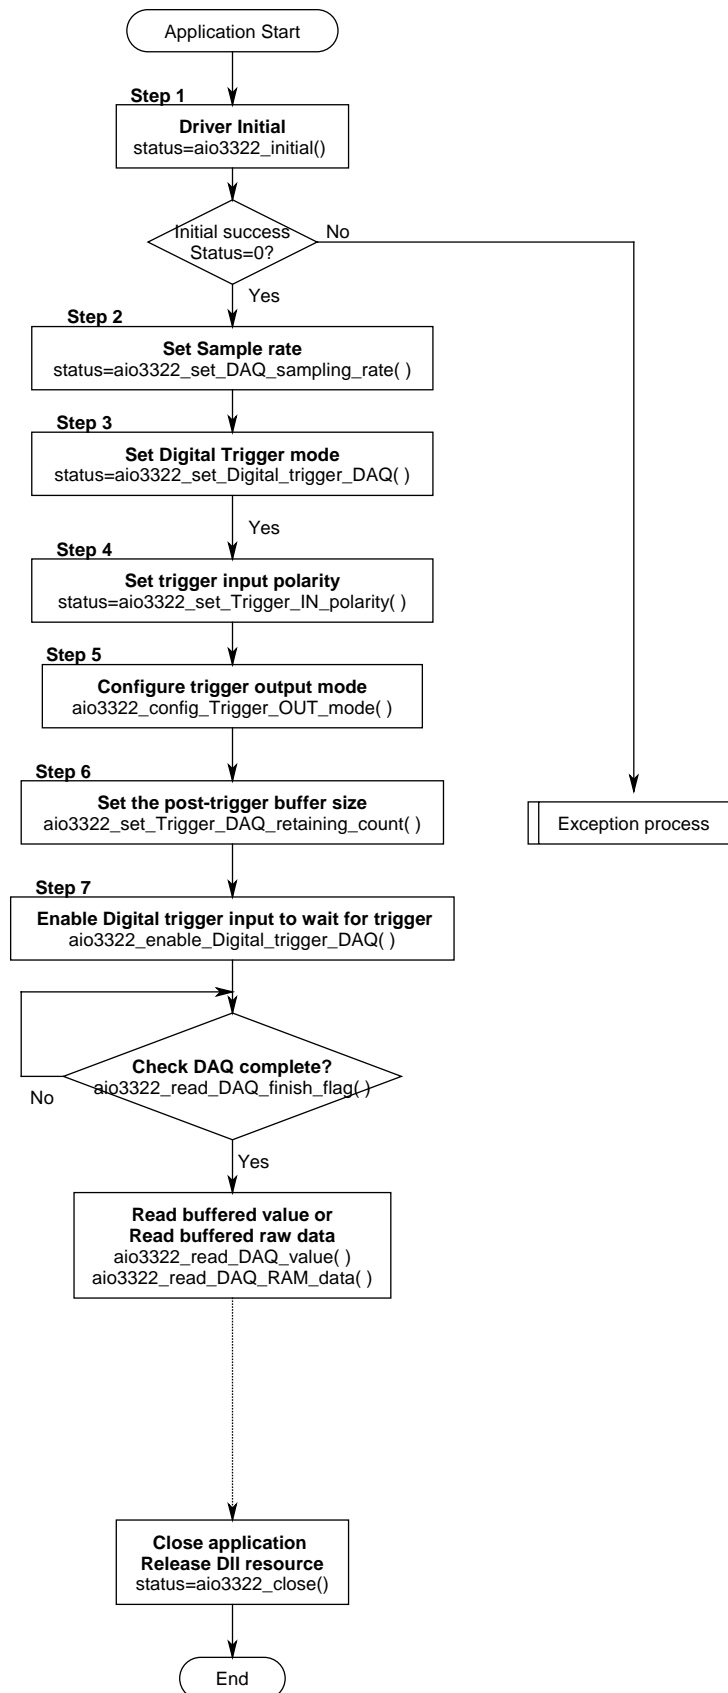 Application Start
Step 1
Driver Initial
status=aio3322_initial()
Initial success
Status=0?
No
Yes
Step 2
Set Sample rate
status=aio3322_set_DAQ_sampling_rate( )
Step 3
Set Digital Trigger mode
status=aio3322_set_Digital_trigger_DAQ( )
Yes
Step 4
Set trigger input polarity
status=aio3322_set_Trigger_IN_polarity( )
Step 5
Configure trigger output mode
aio3322_config_Trigger_OUT_mode( )
Step 6
Set the post-trigger buffer size
aio3322_set_Trigger_DAQ_retaining_count( )
Exception process
Step 7
Enable Digital trigger input to wait for trigger
aio3322_enable_Digital_trigger_DAQ( )
Check DAQ complete?
aio3322_read_DAQ_finish_flag( )
No
Yes
Read buffered value or
Read buffered raw data
aio3322_read_DAQ_value( )
aio3322_read_DAQ_RAM_data( )
Close application
Release Dll resource
status=aio3322_close()
End